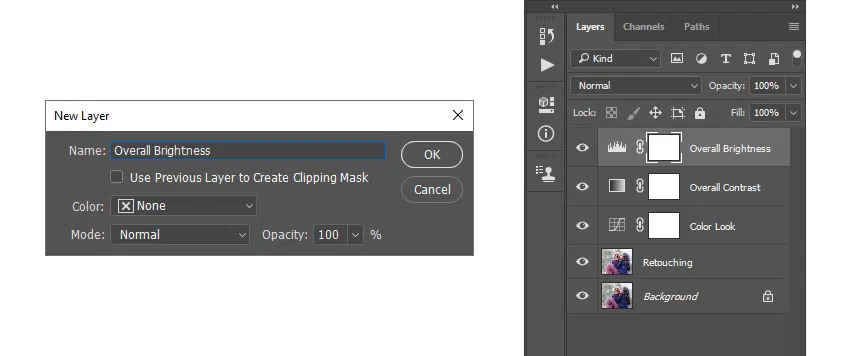 New Layer
Name: Overall Brightness
OK
Use Previous Layer to Create Clipping Mask
Cancel
Color: None
Mode: Normal Opacity: 100 %
Layers Channels Paths
Kind
Normal Opacity: 100%
Lock: Fill: 100%
Overall Brightness
Overall Contrast
Color Look
Retouching
Background